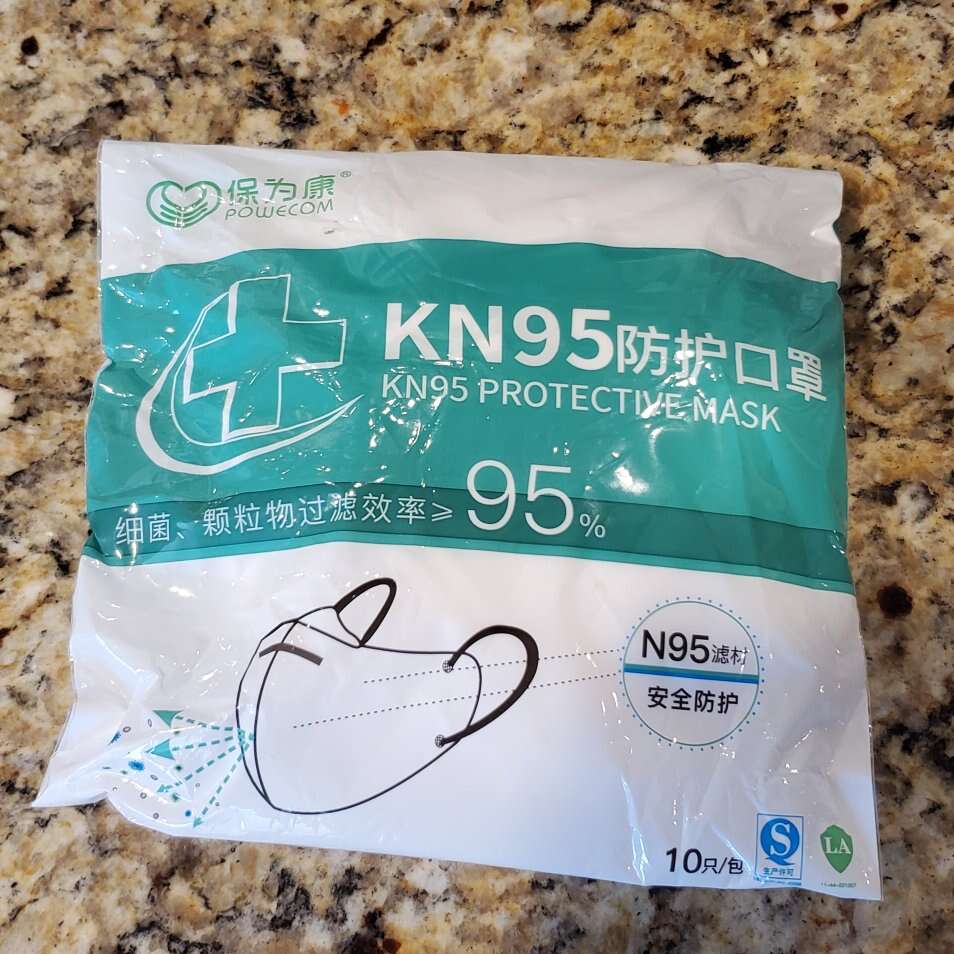 保为康®
POWECOM
KN95防护口罩
KN95 PROTECTIVE MASK
细菌、颗粒物过滤效率≥95%
N95滤材
安全防护
10只/包
S
生产许可
LA